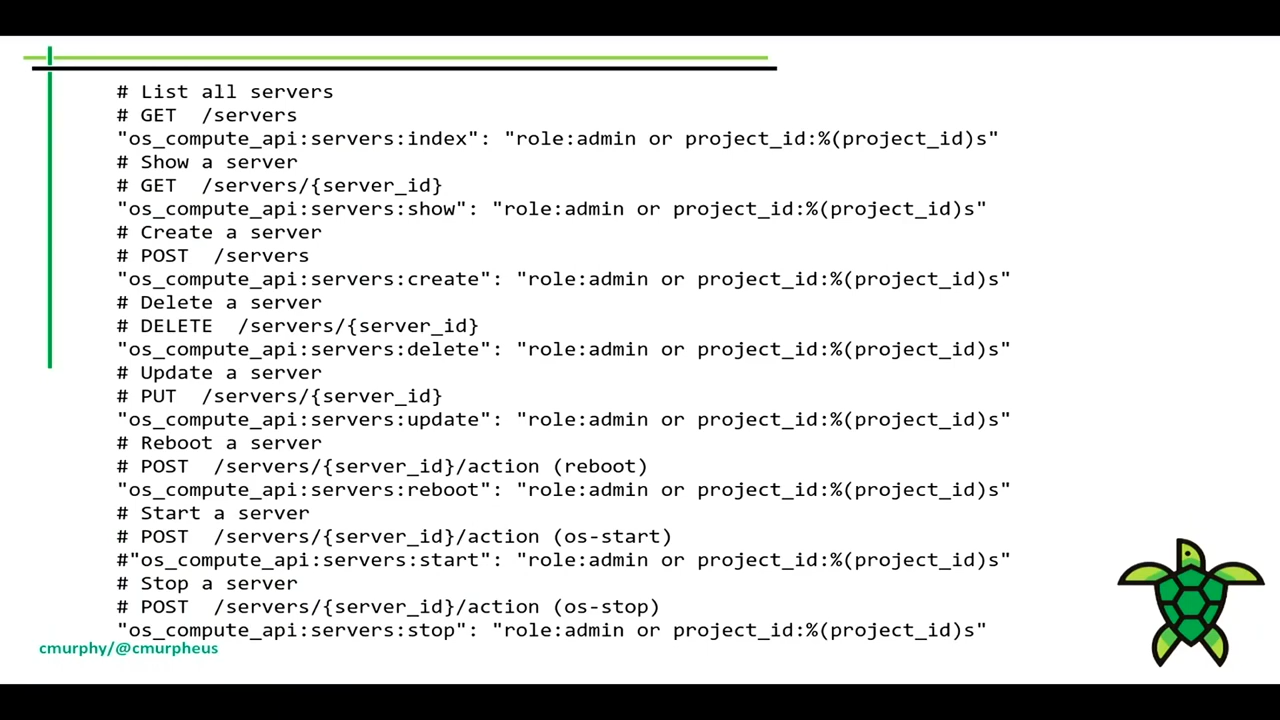 # List all servers
# GET  /servers
"os_compute_api:servers:index": "role:admin or project_id:%(project_id)s"
# Show a server
# GET  /servers/{server_id}
"os_compute_api:servers:show": "role:admin or project_id:%(project_id)s"
# Create a server
# POST  /servers
"os_compute_api:servers:create": "role:admin or project_id:%(project_id)s"
# Delete a server
# DELETE  /servers/{server_id}
"os_compute_api:servers:delete": "role:admin or project_id:%(project_id)s"
# Update a server
# PUT  /servers/{server_id}
"os_compute_api:servers:update": "role:admin or project_id:%(project_id)s"
# Reboot a server
# POST  /servers/{server_id}/action (reboot)
"os_compute_api:servers:reboot": "role:admin or project_id:%(project_id)s"
# Start a server
# POST  /servers/{server_id}/action (os-start)
#"os_compute_api:servers:start": "role:admin or project_id:%(project_id)s"
# Stop a server
# POST  /servers/{server_id}/action (os-stop)
"os_compute_api:servers:stop": "role:admin or project_id:%(project_id)s"
cmurphy/@cmurpheus